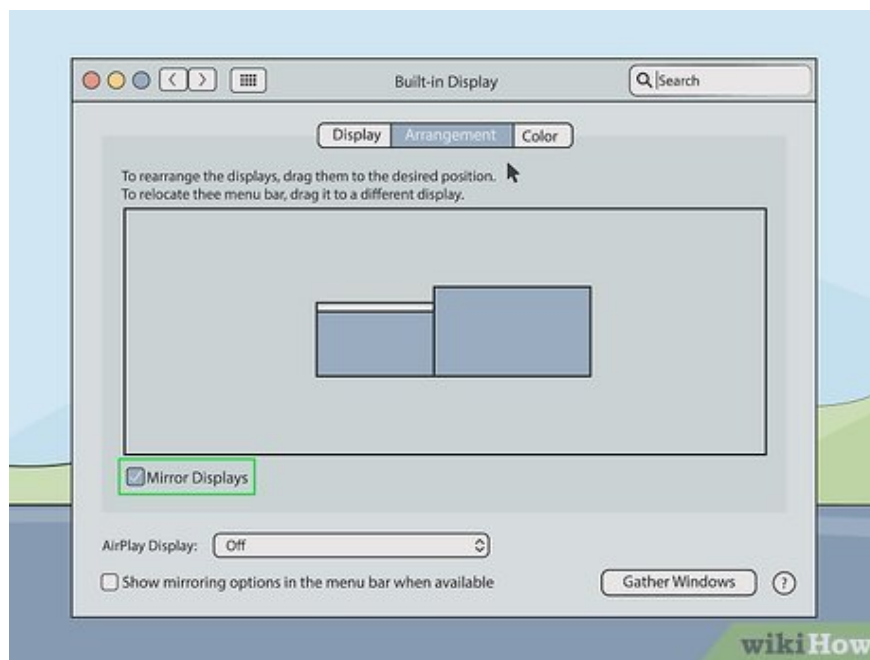 Built-in Display
Search
Display Arrangement Color
To rearrange the displays, drag them to the desired position.
To relocate thee menu bar, drag it to a different display.
Mirror Displays
AirPlay Display: Off
Show mirroring options in the menu bar when available
Gather Windows ?
wikiHow